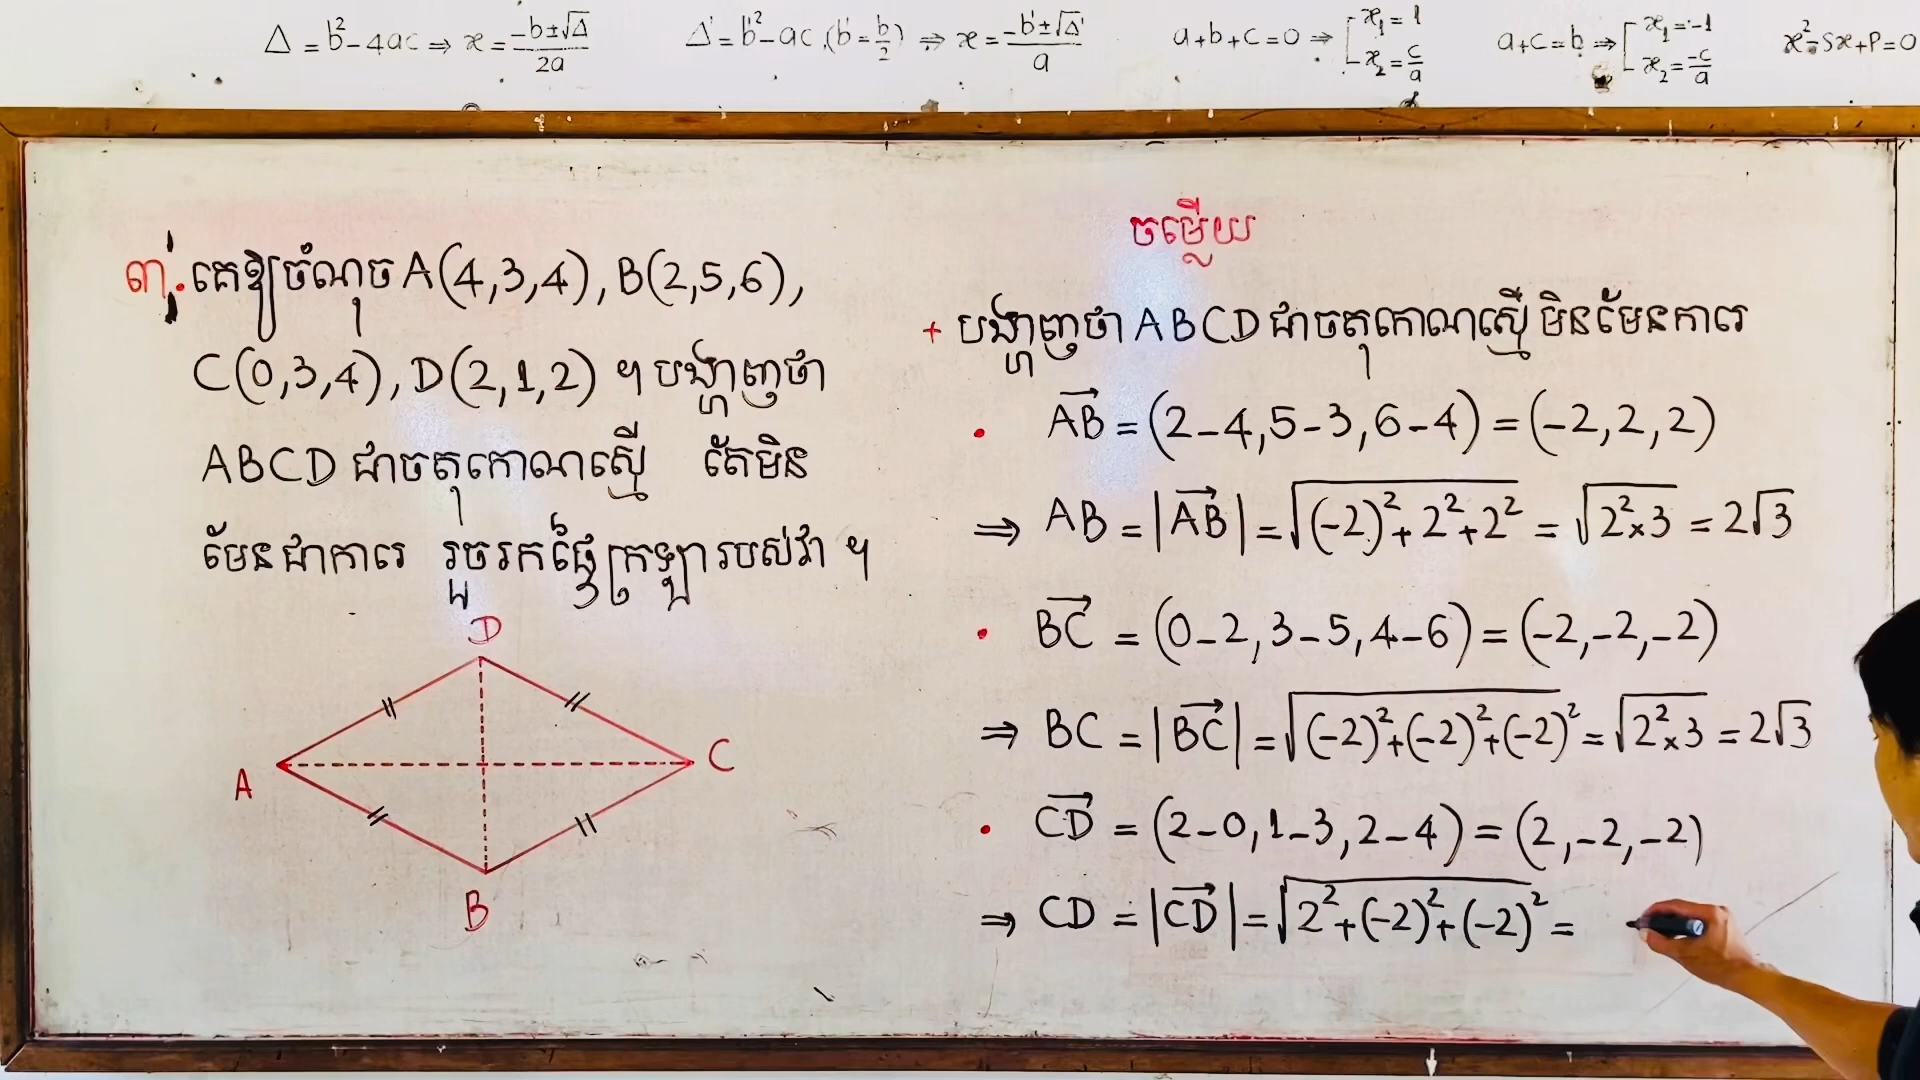 Δ = b² - 4ac ⇒ x = (-b ± √Δ) / 2a
Δ' = b'² - ac, (b' = b/2) ⇒ x = (-b' ± √Δ') / a
a + b + c = 0 ⇒ [ x₁ = 1
x₂ = c/a
a + c = b ⇒ [ x₁ = -1
x₂ = -c/a
x² - Sx + P = 0
៣. គេឱ្យចំណុច A(4,3,4), B(2,5,6),
C(0,3,4), D(2,1,2) ។ បង្ហាញថា
ABCD ជាចតុកោណស្មើ តែមិន
មែនជាការេ រួចរកផ្ទៃក្រឡារបស់វា ។
D
A
C
B
ចម្លើយ
+ បង្ហាញថា ABCD ជាចតុកោណស្មើ មិនមែនការេ
• →AB = (2-4, 5-3, 6-4) = (-2, 2, 2)
⇒ AB = |→AB| = √((-2)² + 2² + 2²) = √(2²×3) = 2√3
• →BC = (0-2, 3-5, 4-6) = (-2, -2, -2)
⇒ BC = |→BC| = √((-2)² + (-2)² + (-2)²) = √(2²×3) = 2√3
• →CD = (2-0, 1-3, 2-4) = (2, -2, -2)
⇒ CD = |→CD| = √(2² + (-2)² + (-2)²) =